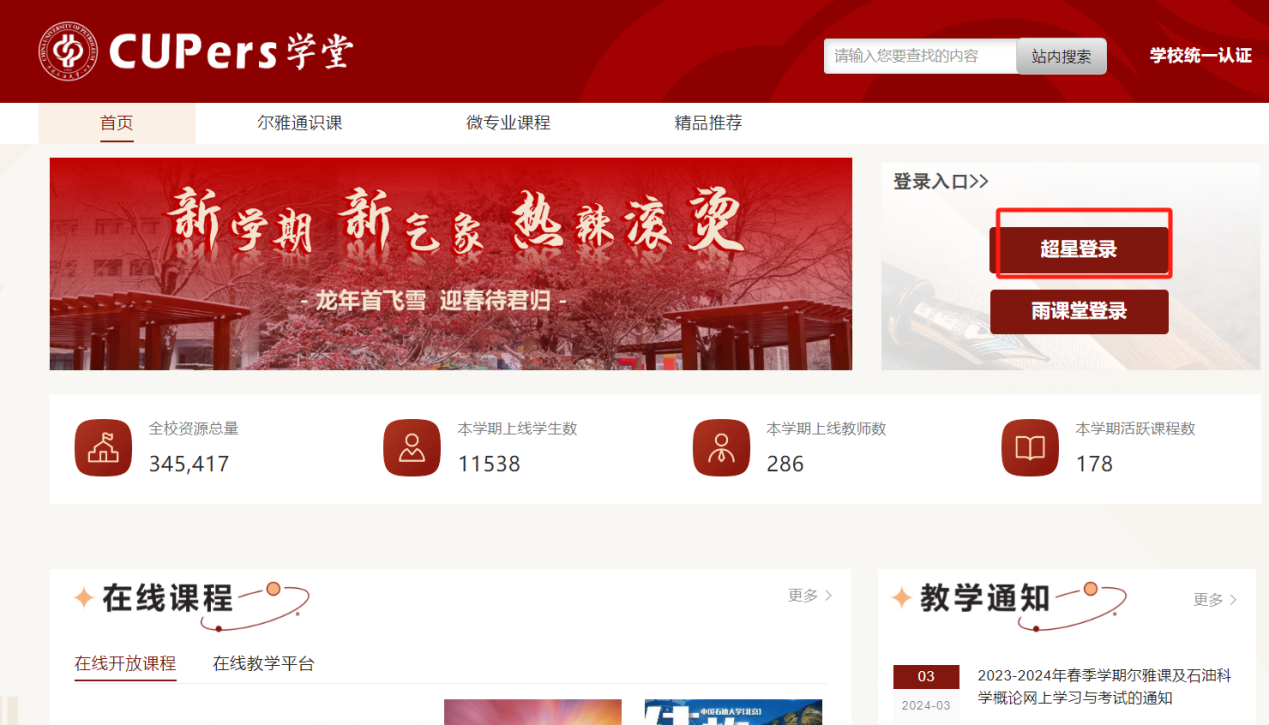 CUPers学堂
请输入您要查找的内容
站内搜索
学校统一认证
首页
尔雅通识课
微专业课程
精品推荐
新学期 新气象 热辣滚烫
- 龙年首飞雪 迎春待君归 -
登录入口>>
超星登录
雨课堂登录
全校资源总量
345,417
本学期上线学生数
11538
本学期上线教师数
286
本学期活跃课程数
178
在线课程
更多 >
在线开放课程
在线教学平台
中国石油大学(北京)
教学通知
更多 >
03
2024-03
2023-2024年春季学期尔雅课及石油科
学概论网上学习与考试的通知